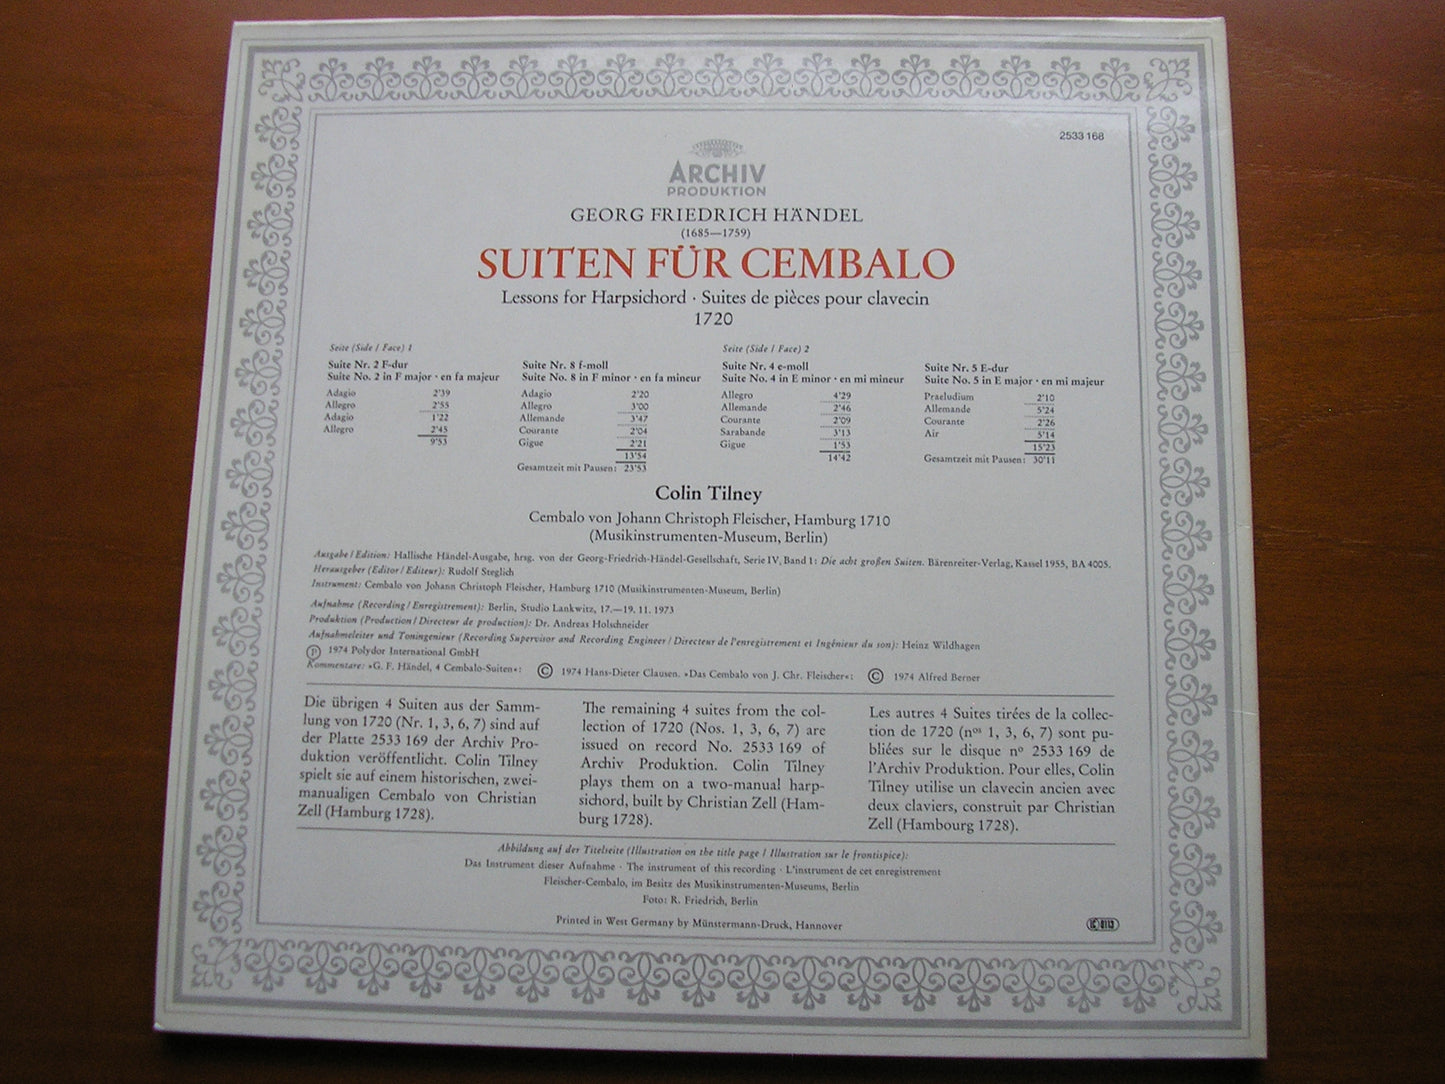 2533 168
ARCHIV
PRODUKTION
GEORG FRIEDRICH HÄNDEL
(1685—1759)
SUITEN FÜR CEMBALO
Lessons for Harpsichord · Suites de pièces pour clavecin
1720
Seite (Side / Face) 1
Suite Nr. 2 F-dur
Suite No. 2 in F major · en fa majeur
Adagio 2'39
Allegro 2'55
Adagio 1'22
Allegro 2'45
9'53
Suite Nr. 8 f-moll
Suite No. 8 in F minor · en fa mineur
Adagio 2'20
Allegro 3'00
Allemande 3'47
Courante 2'04
Gigue 2'21
13'54
Gesamtzeit mit Pausen: 23'53
Seite (Side / Face) 2
Suite Nr. 4 e-moll
Suite No. 4 in E minor · en mi mineur
Allegro 4'29
Allemande 2'46
Courante 2'09
Sarabande 3'13
Gigue 1'53
14'42
Suite Nr. 5 E-dur
Suite No. 5 in E major · en mi majeur
Praeludium 2'10
Allemande 5'24
Courante 2'26
Air 5'14
15'23
Gesamtzeit mit Pausen: 30'11
Colin Tilney
Cembalo von Johann Christoph Fleischer, Hamburg 1710
(Musikinstrumenten-Museum, Berlin)
Ausgabe / Edition: Hallische Händel-Ausgabe, hrsg. von der Georg-Friedrich-Händel-Gesellschaft, Serie IV, Band 1: Die acht großen Suiten. Bärenreiter-Verlag, Kassel 1955, BA 4005.
Herausgeber (Editor / Editeur): Rudolf Steglich
Instrument: Cembalo von Johann Christoph Fleischer, Hamburg 1710 (Musikinstrumenten-Museum, Berlin)
Aufnahme (Recording / Enregistrement): Berlin, Studio Lankwitz, 17.—19. 11. 1973
Produktion (Production / Directeur de production): Dr. Andreas Holschneider
Aufnahmeleiter und Toningenieur (Recording Supervisor and Recording Engineer / Directeur de l'enregistrement et Ingénieur du son): Heinz Wildhagen
Ⓟ 1974 Polydor International GmbH
Kommentare: »G. F. Händel, 4 Cembalo-Suiten«: © 1974 Hans-Dieter Clausen. »Das Cembalo von J. Chr. Fleischer«: © 1974 Alfred Berner
Die übrigen 4 Suiten aus der Samm-
lung von 1720 (Nr. 1, 3, 6, 7) sind auf
der Platte 2533 169 der Archiv Pro-
duktion veröffentlicht. Colin Tilney
spielt sie auf einem historischen, zwei-
manualigen Cembalo von Christian
Zell (Hamburg 1728).
The remaining 4 suites from the col-
lection of 1720 (Nos. 1, 3, 6, 7) are
issued on record No. 2533 169 of
Archiv Produktion. Colin Tilney
plays them on a two-manual harp-
sichord, built by Christian Zell (Ham-
burg 1728).
Les autres 4 Suites tirées de la collec-
tion de 1720 (nos 1, 3, 6, 7) sont pu-
bliées sur le disque no 2533 169 de
l'Archiv Produktion. Pour elles, Colin
Tilney utilise un clavecin ancien avec
deux claviers, construit par Christian
Zell (Hambourg 1728).
Abbildung auf der Titelseite (Illustration on the title page / Illustration sur le frontispice):
Das Instrument dieser Aufnahme · The instrument of this recording · L'instrument de cet enregistrement
Fleischer-Cembalo, im Besitz des Musikinstrumenten-Museums, Berlin
Foto: R. Friedrich, Berlin
Printed in West Germany by Münstermann-Druck, Hannover